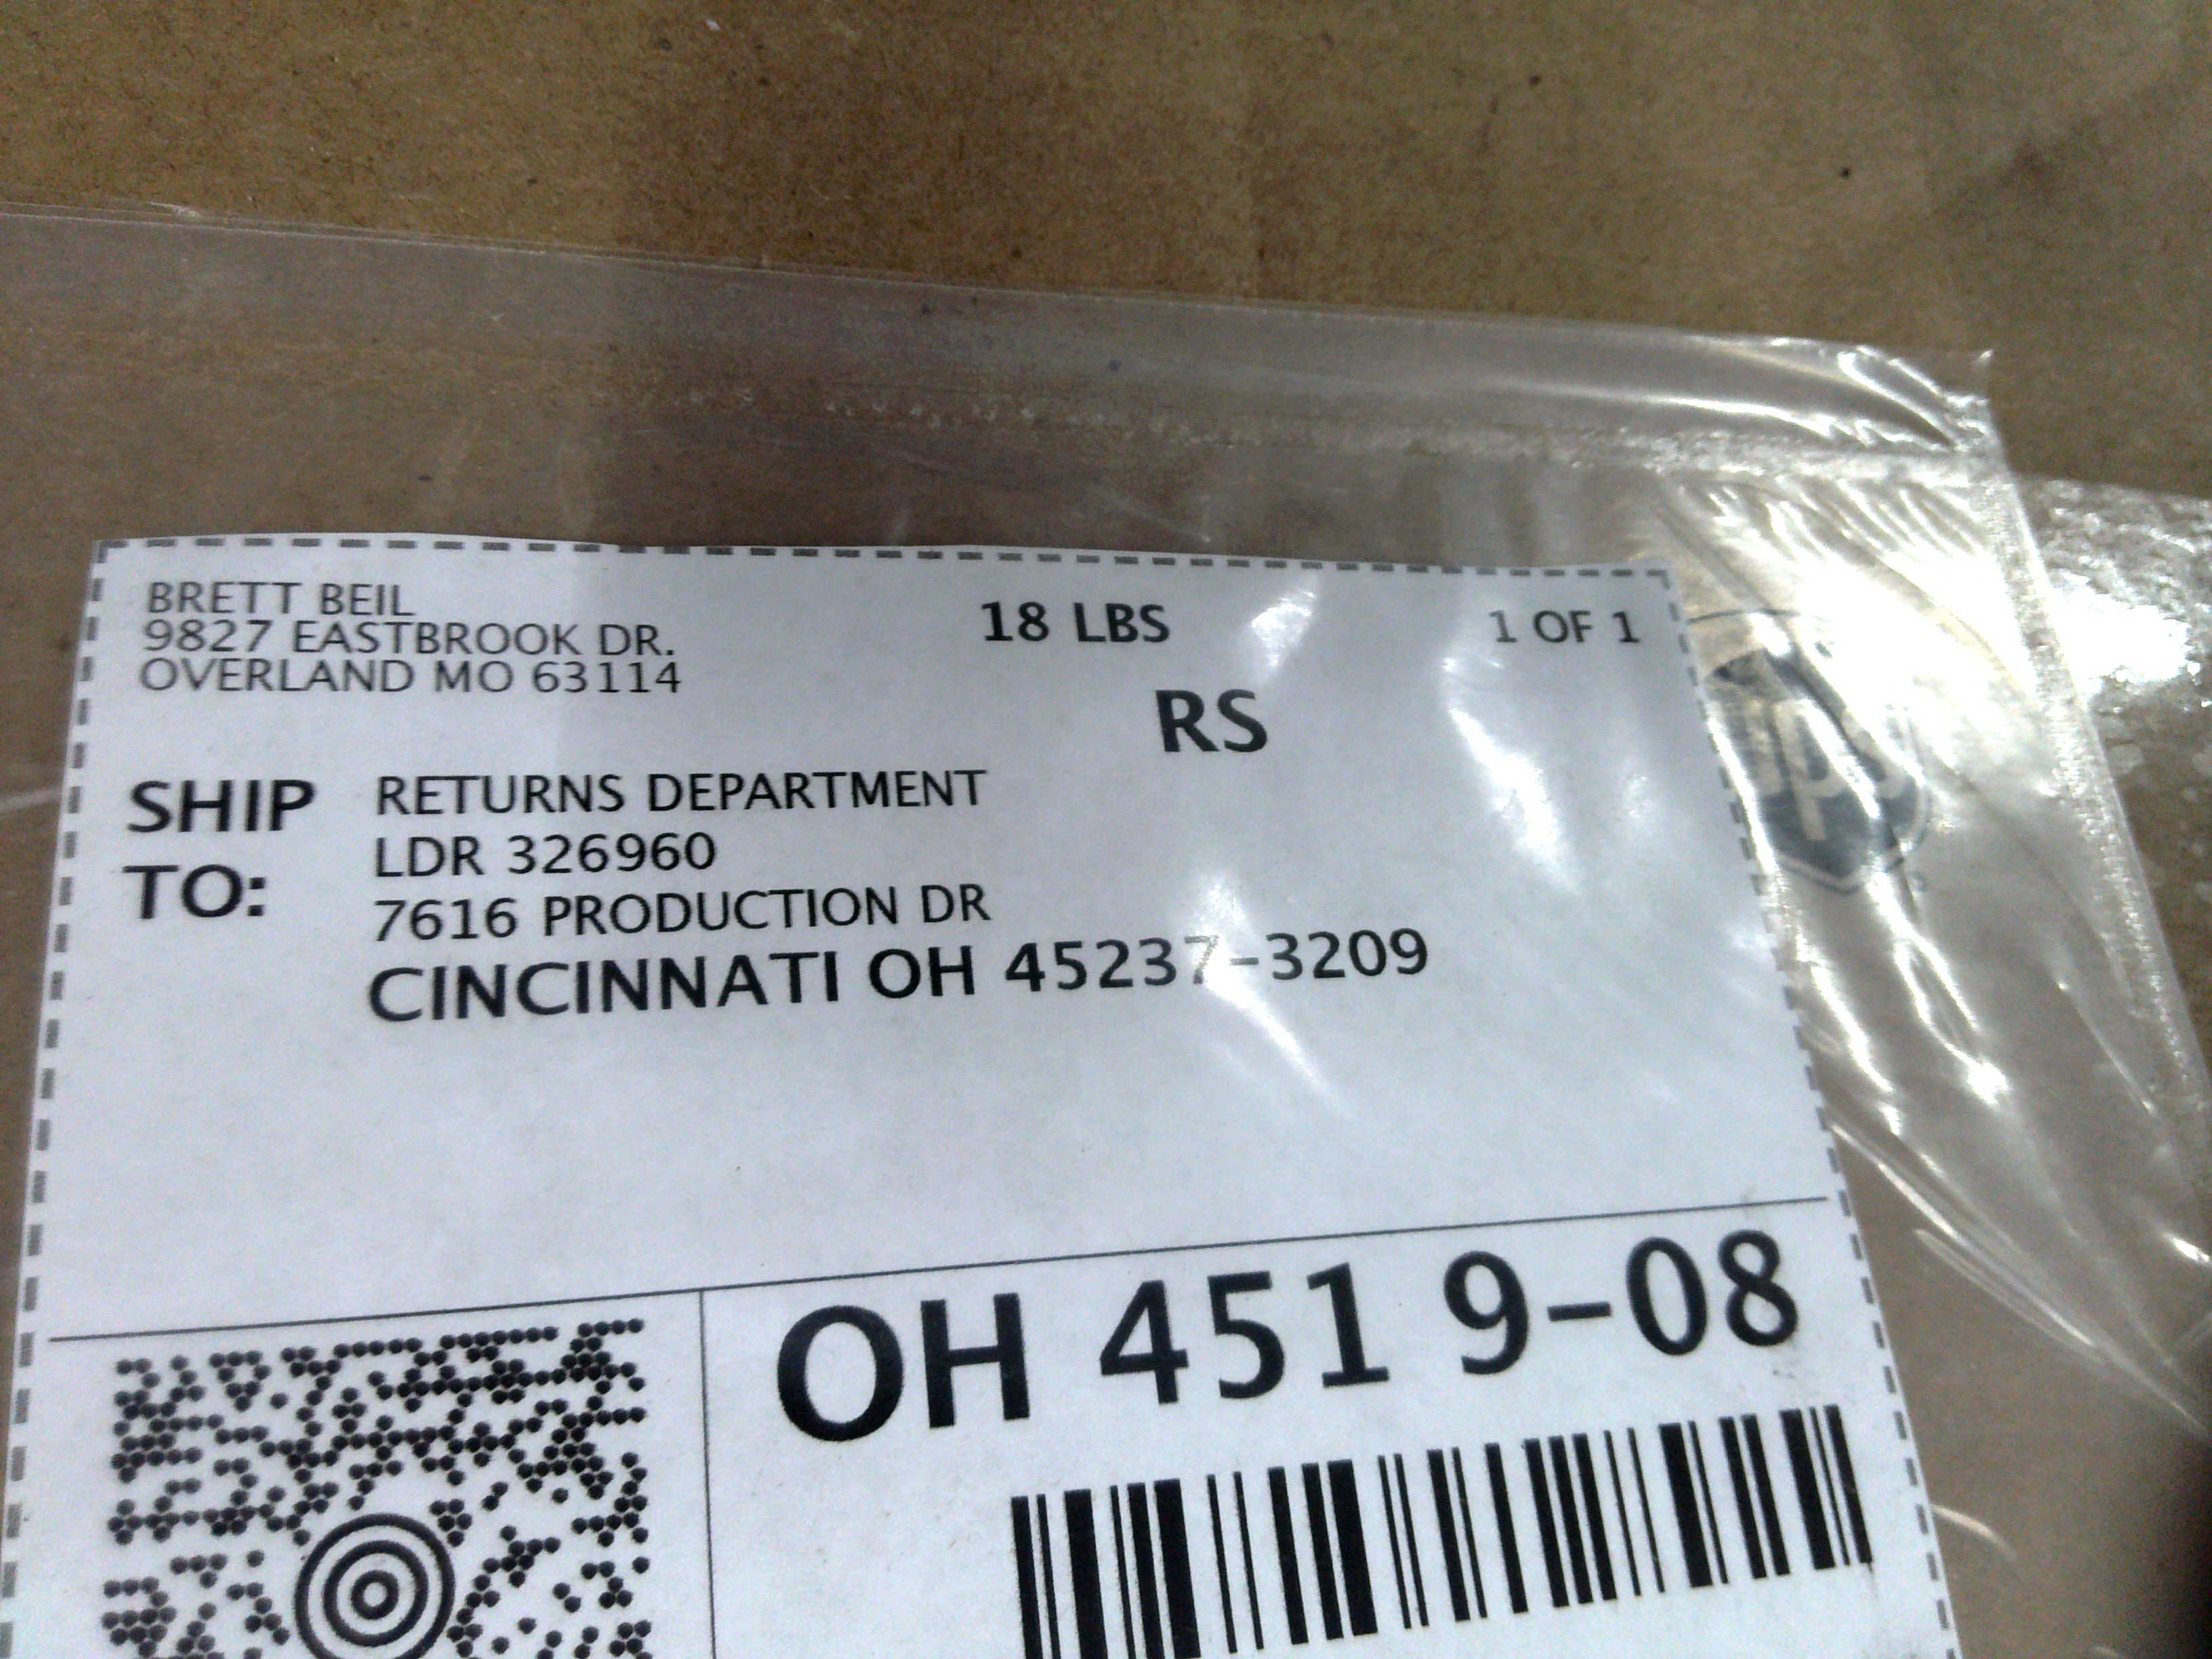 BRETT BEIL
9827 EASTBROOK DR.
OVERLAND MO 63114
18 LBS
1 OF 1
RS
SHIP TO:
RETURNS DEPARTMENT
LDR 326960
7616 PRODUCTION DR
CINCINNATI OH 45237-3209
OH 451 9-08
ups